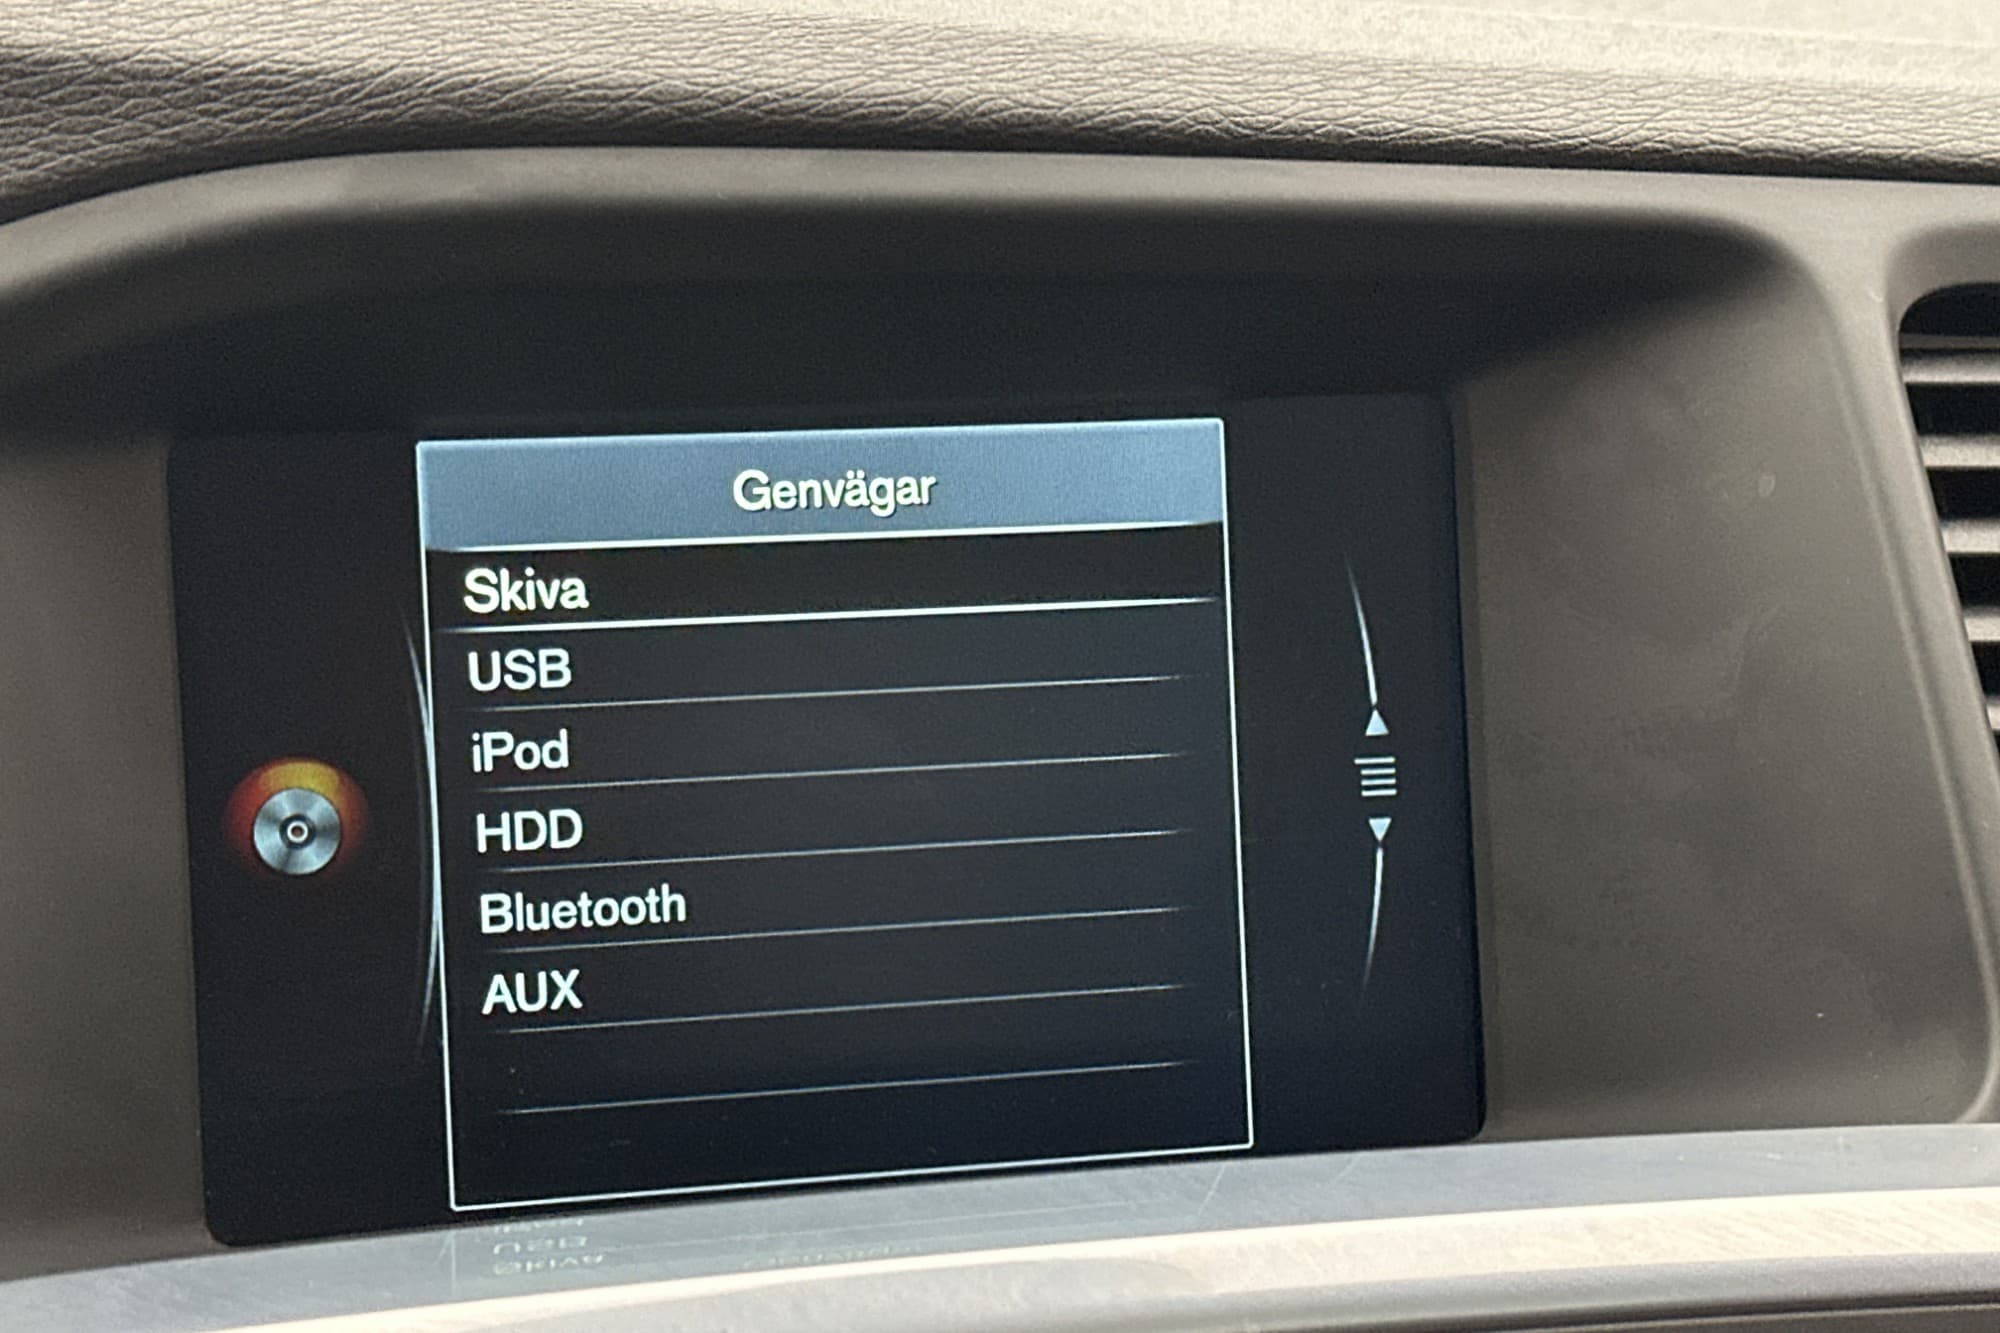 Genvägar
Skiva
USB
iPod
HDD
Bluetooth
AUX